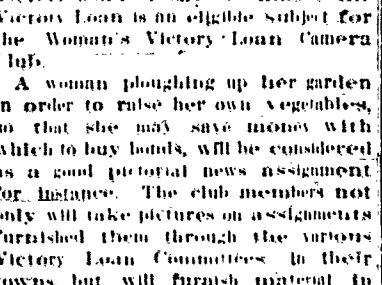 Victory Loan is an eligible subject for
the Woman's Victory Loan Camera
Club.
A woman ploughing up her garden
in order to raise her own vegetables,
so that she may save money with
which to buy bonds, will be considered
as a good pictorial news assignment
for instance. The club members not
only will take pictures on assignments
furnished them through the various
Victory Loan Committees in their
towns but will furnish material in